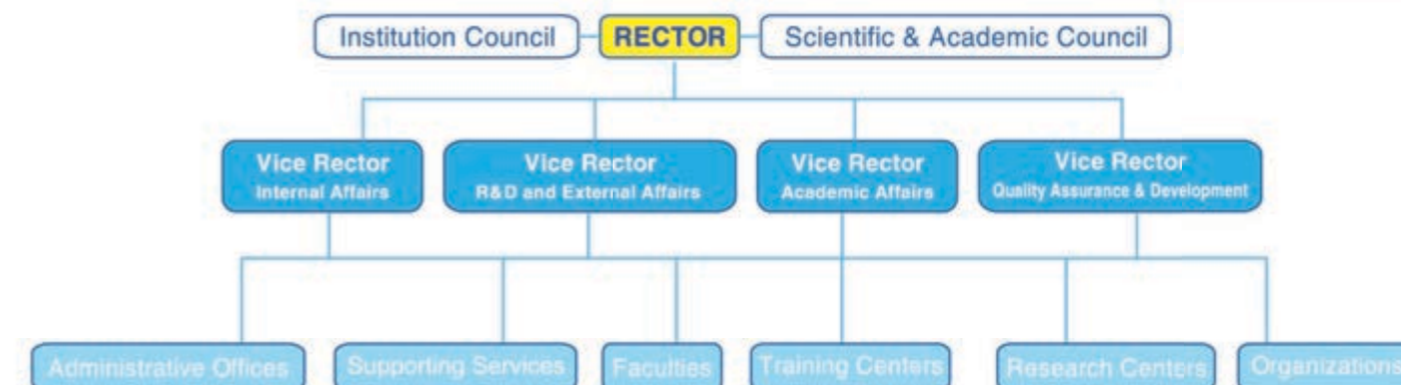 Institution Council
RECTOR
Scientific & Academic Council
Vice Rector
Internal Affairs
Vice Rector
R&D and External Affairs
Vice Rector
Academic Affairs
Vice Rector
Quality Assurance & Development
Administrative Offices
Supporting Services
Faculties
Training Centers
Research Centers
Organizations